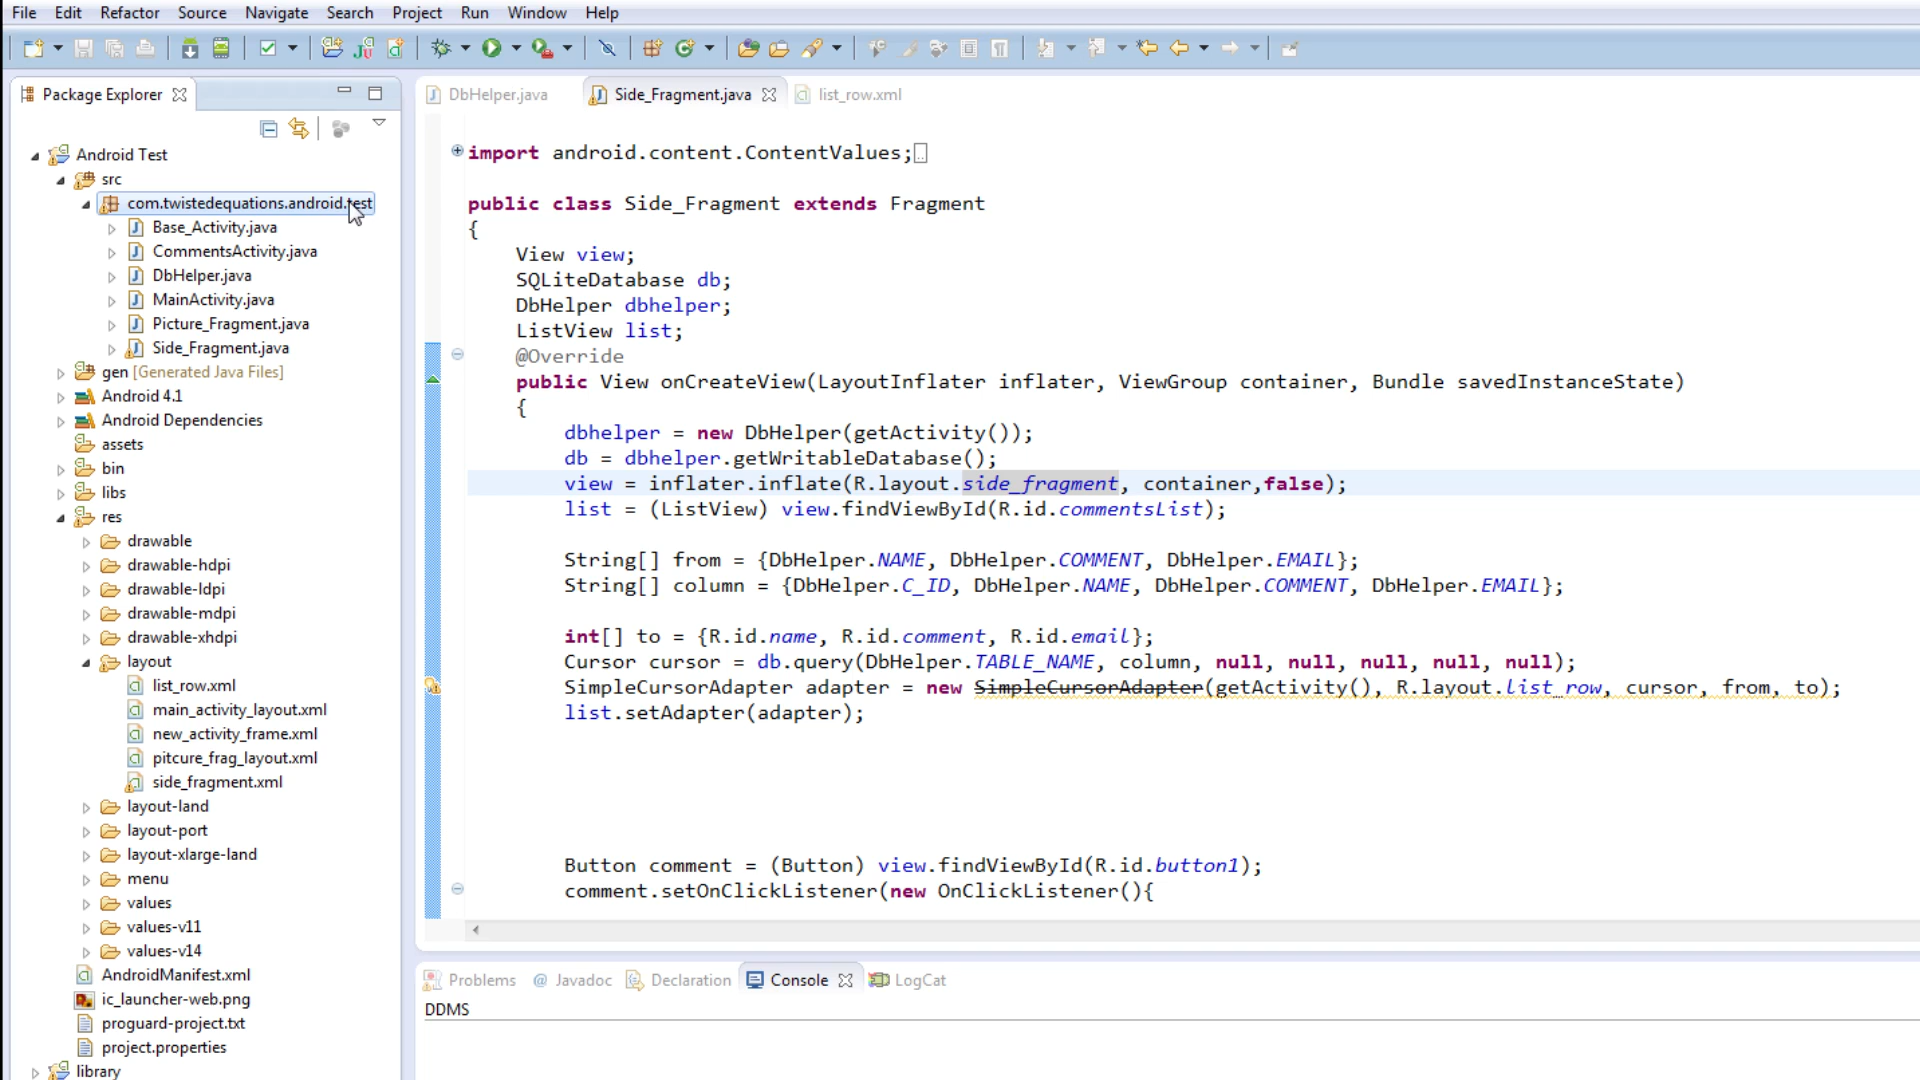 File Edit Refactor Source Navigate Search Project Run Window Help
Package Explorer
Android Test
src
com.twistedequations.android.test
Base_Activity.java
CommentsActivity.java
DbHelper.java
MainActivity.java
Picture_Fragment.java
Side_Fragment.java
gen [Generated Java Files]
Android 4.1
Android Dependencies
assets
bin
libs
res
drawable
drawable-hdpi
drawable-ldpi
drawable-mdpi
drawable-xhdpi
layout
list_row.xml
main_activity_layout.xml
new_activity_frame.xml
pitcure_frag_layout.xml
side_fragment.xml
layout-land
layout-port
layout-xlarge-land
menu
values
values-v11
values-v14
AndroidManifest.xml
ic_launcher-web.png
proguard-project.txt
project.properties
library
DbHelper.java Side_Fragment.java list_row.xml
import android.content.ContentValues;
public class Side_Fragment extends Fragment
{
View view;
SQLiteDatabase db;
DbHelper dbhelper;
ListView list;
@Override
public View onCreateView(LayoutInflater inflater, ViewGroup container, Bundle savedInstanceState)
{
dbhelper = new DbHelper(getActivity());
db = dbhelper.getWritableDatabase();
view = inflater.inflate(R.layout.side_fragment, container,false);
list = (ListView) view.findViewById(R.id.commentsList);
String[] from = {DbHelper.NAME, DbHelper.COMMENT, DbHelper.EMAIL};
String[] column = {DbHelper.C_ID, DbHelper.NAME, DbHelper.COMMENT, DbHelper.EMAIL};
int[] to = {R.id.name, R.id.comment, R.id.email};
Cursor cursor = db.query(DbHelper.TABLE_NAME, column, null, null, null, null, null);
SimpleCursorAdapter adapter = new SimpleCursorAdapter(getActivity(), R.layout.list_row, cursor, from, to);
list.setAdapter(adapter);
Button comment = (Button) view.findViewById(R.id.button1);
comment.setOnClickListener(new OnClickListener(){
Problems Javadoc Declaration Console LogCat
DDMS